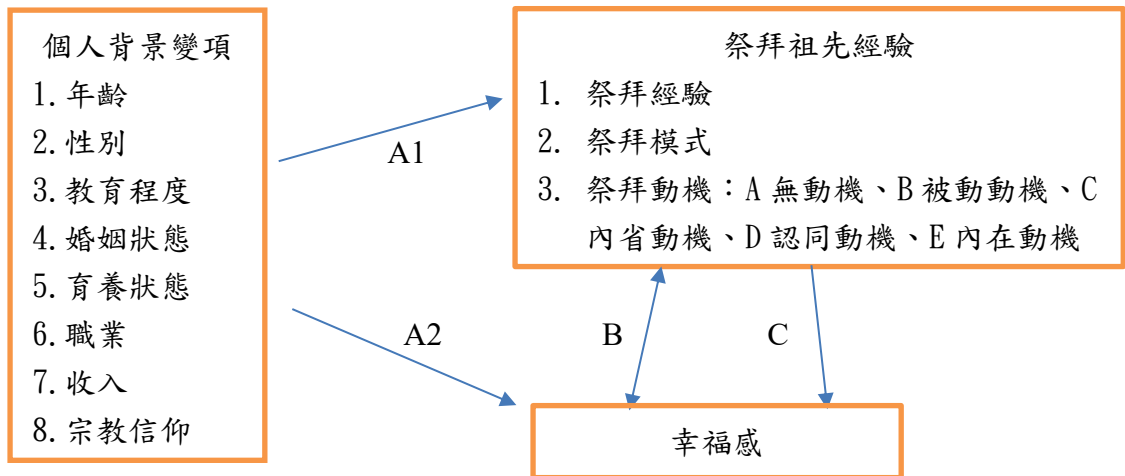 個人背景變項
1.年齡
2.性別
3.教育程度
4.婚姻狀態
5.育養狀態
6.職業
7.收入
8.宗教信仰
A1
A2
祭拜祖先經驗
1. 祭拜經驗
2. 祭拜模式
3. 祭拜動機：A 無動機、B 被動動機、C
內省動機、D 認同動機、E 內在動機
B
C
幸福感